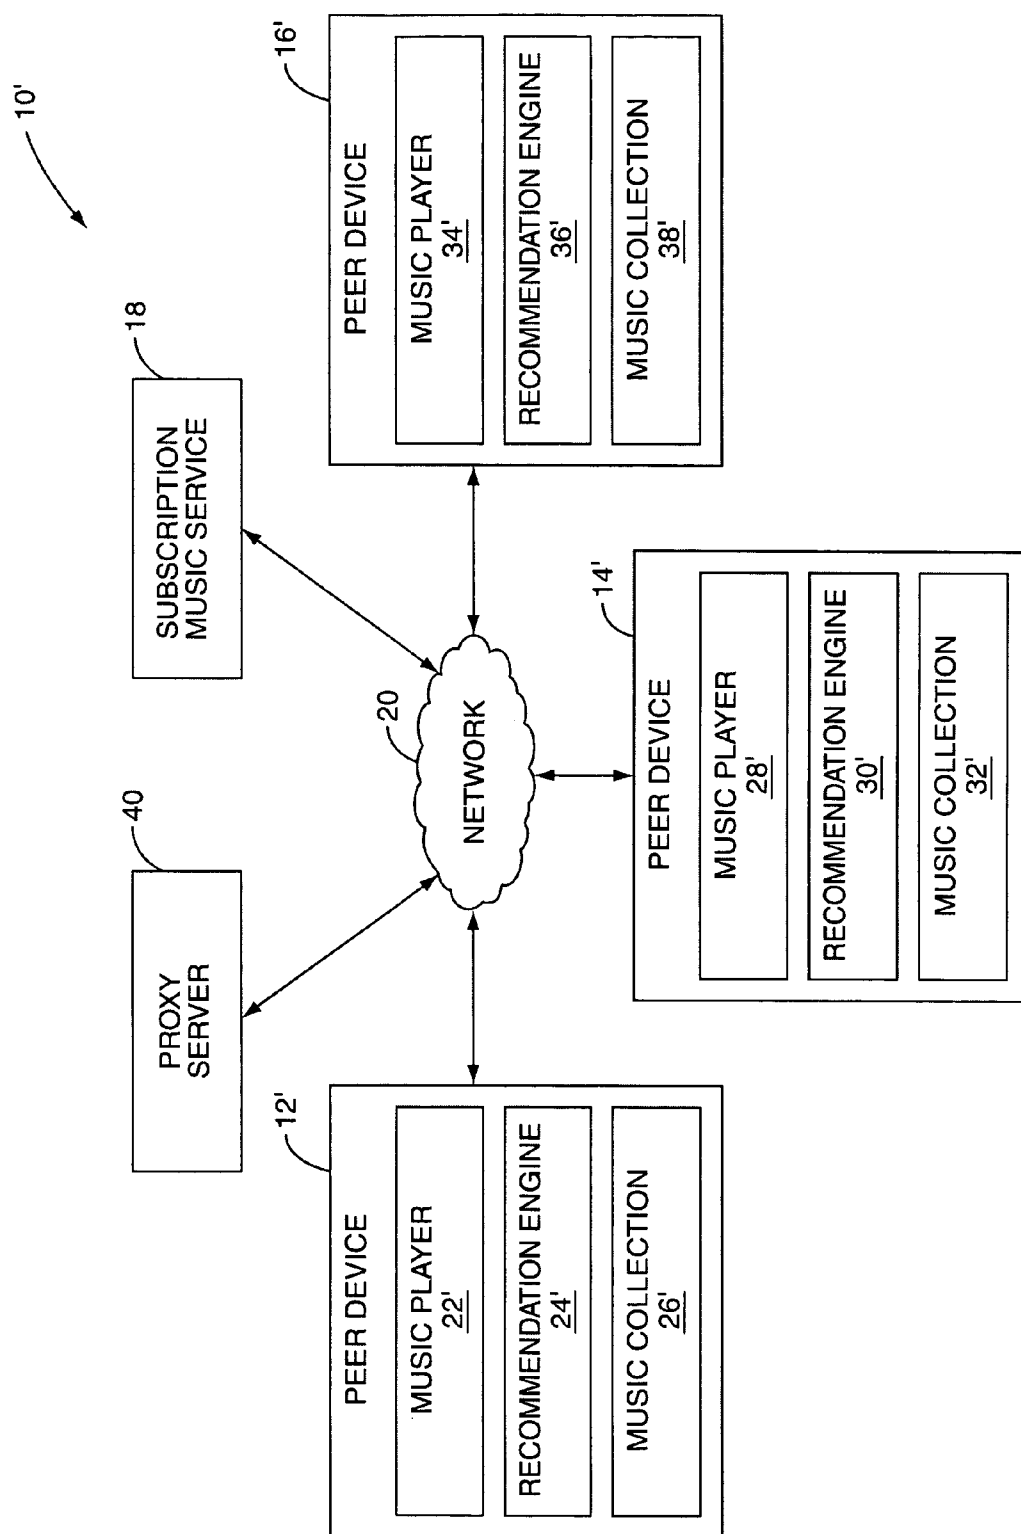 10'
PROXY
SERVER
40
SUBSCRIPTION
MUSIC SERVICE
18
NETWORK
20
PEER DEVICE
12'
MUSIC PLAYER
22'
RECOMMENDATION ENGINE
24'
MUSIC COLLECTION
26'
PEER DEVICE
14'
MUSIC PLAYER
28'
RECOMMENDATION ENGINE
30'
MUSIC COLLECTION
32'
PEER DEVICE
16'
MUSIC PLAYER
34'
RECOMMENDATION ENGINE
36'
MUSIC COLLECTION
38'